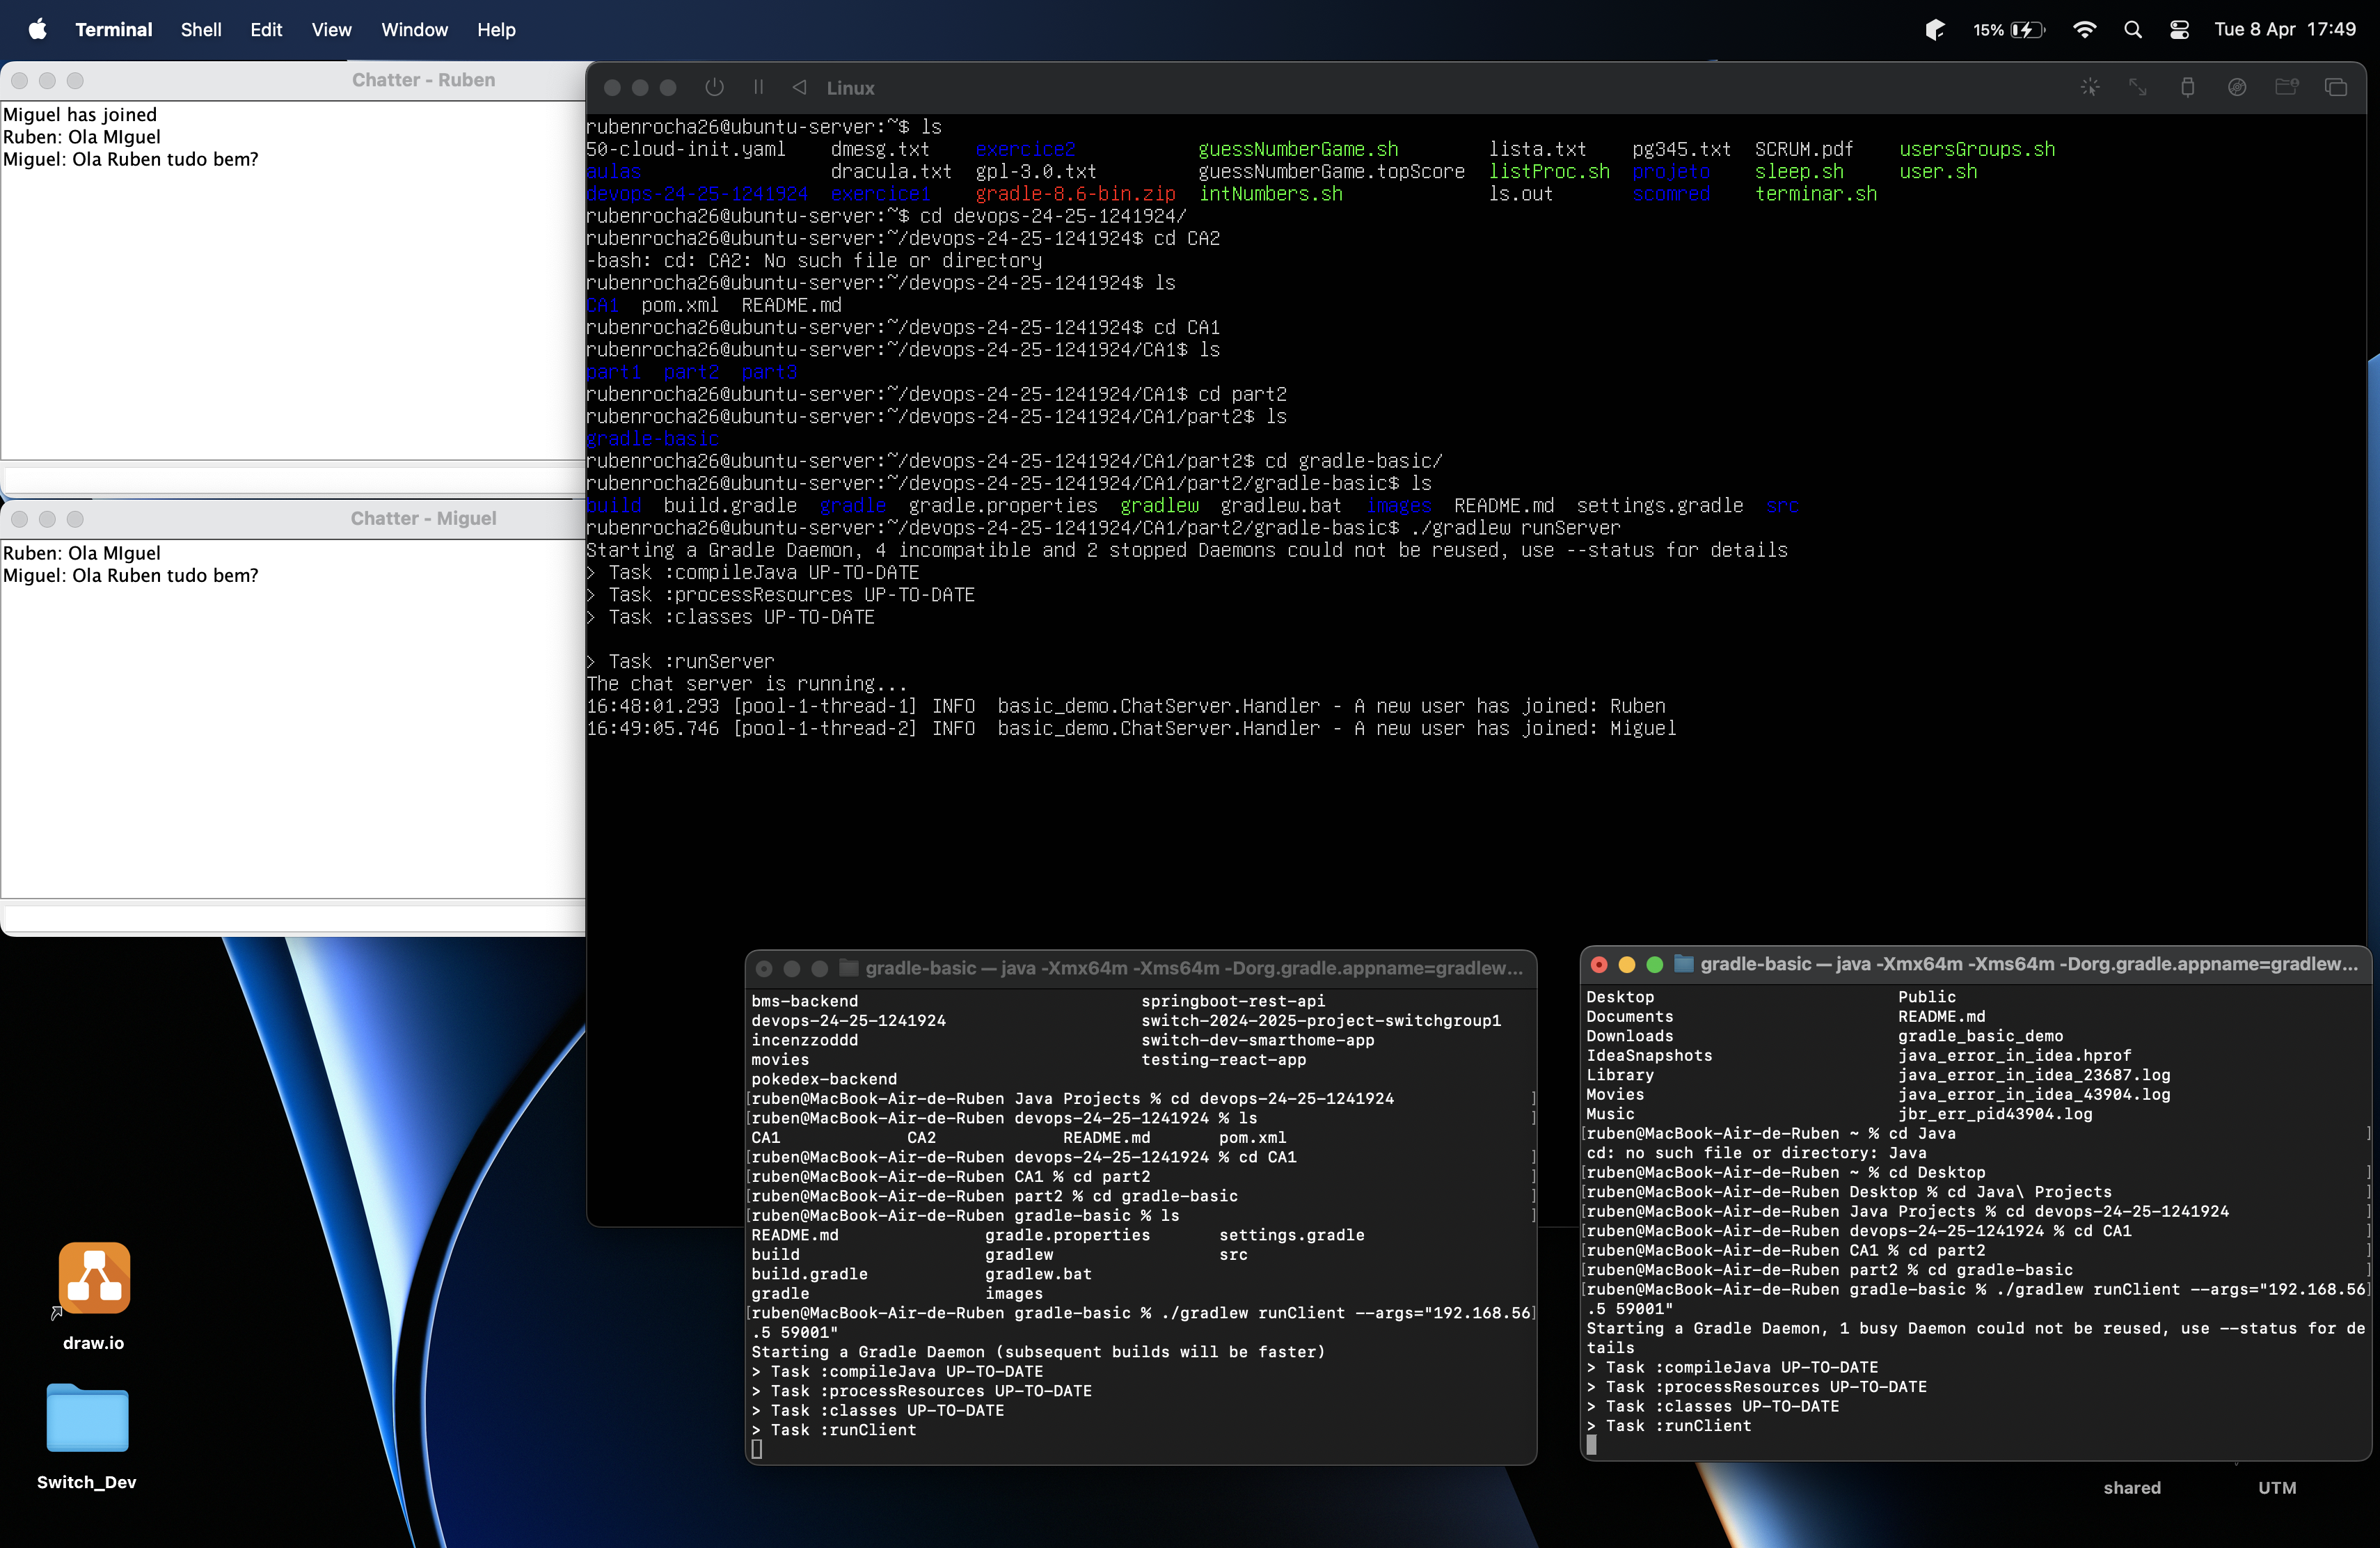 Terminal Shell Edit View Window Help 15% Tue 8 Apr 17:49
Chatter - Ruben
Miguel has joined
Ruben: Ola MIguel
Miguel: Ola Ruben tudo bem?
Chatter - Miguel
Ruben: Ola MIguel
Miguel: Ola Ruben tudo bem?
Linux
rubenrocha26@ubuntu-server:~$ ls
50-cloud-init.yaml dmesg.txt exercice2 guessNumberGame.sh lista.txt pg345.txt SCRUM.pdf usersGroups.sh
aulas dracula.txt gpl-3.0.txt guessNumberGame.topScore listProc.sh projeto sleep.sh user.sh
devops-24-25-1241924 exercice1 gradle-8.6-bin.zip intNumbers.sh ls.out scomred terminar.sh
rubenrocha26@ubuntu-server:~$ cd devops-24-25-1241924/
rubenrocha26@ubuntu-server:~/devops-24-25-1241924$ cd CA2
-bash: cd: CA2: No such file or directory
rubenrocha26@ubuntu-server:~/devops-24-25-1241924$ ls
CA1 pom.xml README.md
rubenrocha26@ubuntu-server:~/devops-24-25-1241924$ cd CA1
rubenrocha26@ubuntu-server:~/devops-24-25-1241924/CA1$ ls
part1 part2 part3
rubenrocha26@ubuntu-server:~/devops-24-25-1241924/CA1$ cd part2
rubenrocha26@ubuntu-server:~/devops-24-25-1241924/CA1/part2$ ls
gradle-basic
rubenrocha26@ubuntu-server:~/devops-24-25-1241924/CA1/part2$ cd gradle-basic/
rubenrocha26@ubuntu-server:~/devops-24-25-1241924/CA1/part2/gradle-basic$ ls
build build.gradle gradle gradle.properties gradlew gradlew.bat images README.md settings.gradle src
rubenrocha26@ubuntu-server:~/devops-24-25-1241924/CA1/part2/gradle-basic$ ./gradlew runServer
Starting a Gradle Daemon, 4 incompatible and 2 stopped Daemons could not be reused, use --status for details
> Task :compileJava UP-TO-DATE
> Task :processResources UP-TO-DATE
> Task :classes UP-TO-DATE
> Task :runServer
The chat server is running...
16:48:01.293 [pool-1-thread-1] INFO basic_demo.ChatServer.Handler - A new user has joined: Ruben
16:49:05.746 [pool-1-thread-2] INFO basic_demo.ChatServer.Handler - A new user has joined: Miguel
gradle-basic — java -Xmx64m -Xms64m -Dorg.gradle.appname=gradlew...
bms-backend springboot-rest-api
devops-24-25-1241924 switch-2024-2025-project-switchgroup1
incenzzoddd switch-dev-smarthome-app
movies testing-react-app
pokedex-backend
[ruben@MacBook-Air-de-Ruben Java Projects % cd devops-24-25-1241924 ]
[ruben@MacBook-Air-de-Ruben devops-24-25-1241924 % ls ]
CA1 CA2 README.md pom.xml
[ruben@MacBook-Air-de-Ruben devops-24-25-1241924 % cd CA1 ]
[ruben@MacBook-Air-de-Ruben CA1 % cd part2 ]
[ruben@MacBook-Air-de-Ruben part2 % cd gradle-basic ]
[ruben@MacBook-Air-de-Ruben gradle-basic % ls ]
README.md gradle.properties settings.gradle
build gradlew src
build.gradle gradlew.bat
gradle images
[ruben@MacBook-Air-de-Ruben gradle-basic % ./gradlew runClient --args="192.168.56]
.5 59001"
Starting a Gradle Daemon (subsequent builds will be faster)
> Task :compileJava UP-TO-DATE
> Task :processResources UP-TO-DATE
> Task :classes UP-TO-DATE
> Task :runClient
gradle-basic — java -Xmx64m -Xms64m -Dorg.gradle.appname=gradlew...
Desktop Public
Documents README.md
Downloads gradle_basic_demo
IdeaSnapshots java_error_in_idea.hprof
Library java_error_in_idea_23687.log
Movies java_error_in_idea_43904.log
Music jbr_err_pid43904.log
[ruben@MacBook-Air-de-Ruben ~ % cd Java ]
cd: no such file or directory: Java
[ruben@MacBook-Air-de-Ruben ~ % cd Desktop ]
[ruben@MacBook-Air-de-Ruben Desktop % cd Java\ Projects ]
[ruben@MacBook-Air-de-Ruben Java Projects % cd devops-24-25-1241924 ]
[ruben@MacBook-Air-de-Ruben devops-24-25-1241924 % cd CA1 ]
[ruben@MacBook-Air-de-Ruben CA1 % cd part2 ]
[ruben@MacBook-Air-de-Ruben part2 % cd gradle-basic ]
[ruben@MacBook-Air-de-Ruben gradle-basic % ./gradlew runClient --args="192.168.56]
.5 59001"
Starting a Gradle Daemon, 1 busy Daemon could not be reused, use --status for de
tails
> Task :compileJava UP-TO-DATE
> Task :processResources UP-TO-DATE
> Task :classes UP-TO-DATE
> Task :runClient
draw.io
Switch_Dev
shared
UTM